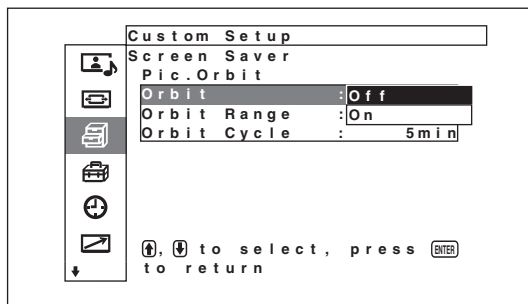 Custom Setup
Screen Saver
Pic.Orbit
Orbit : Off
Orbit Range : On
Orbit Cycle : 5min
, to select, press ENTER
to return